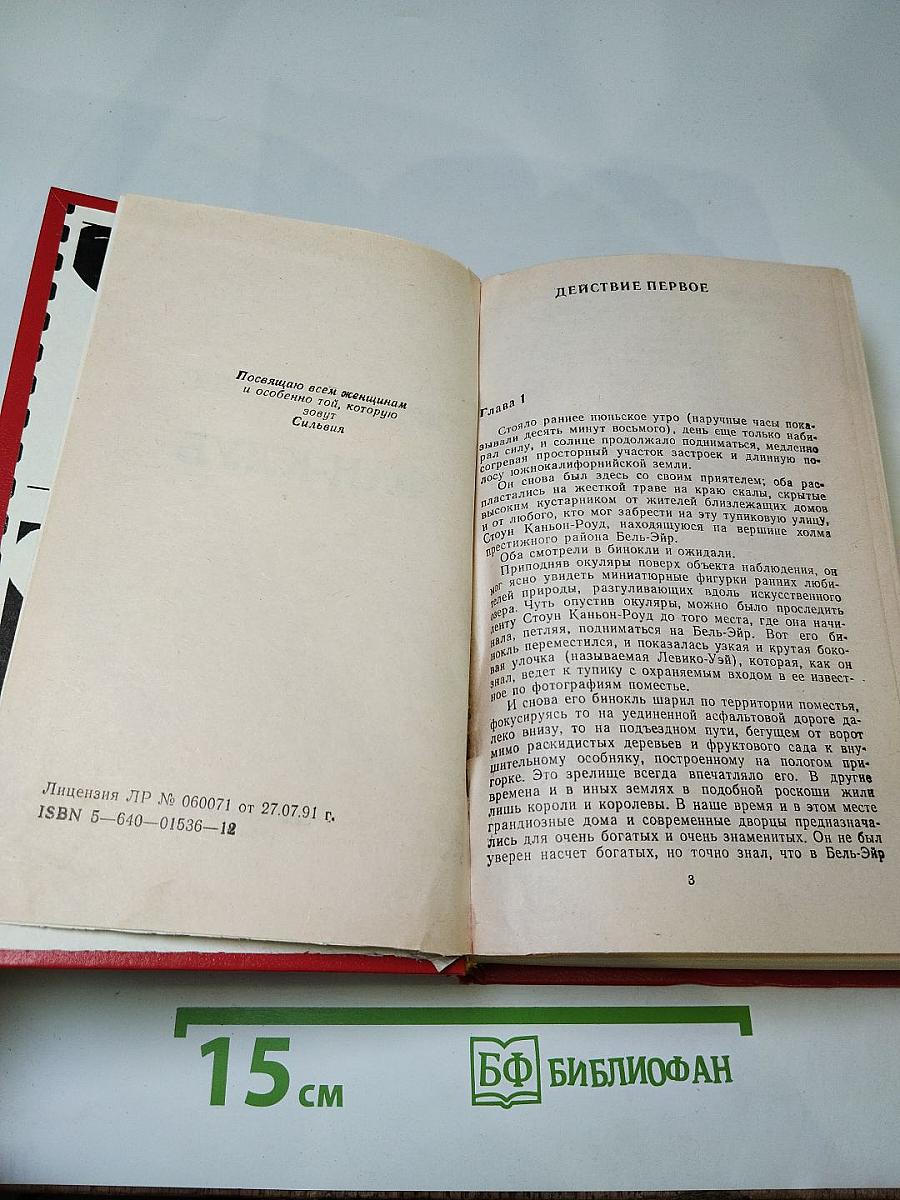 Посвящаю всем женщинам
и особенно той, которую
зовут
Сильвия
Лицензия ЛР № 060071 от 27.07.91 г.
ISBN 5—640—01536—12
ДЕЙСТВИЕ ПЕРВОЕ
Глава 1
Стояло раннее июньское утро (наручные часы пока-
зывали десять минут восьмого), день еще только наби-
рал силу, и солнце продолжало подниматься, медленно
согревая просторный участок застроек и длинную по-
лосу южнокалифорнийской земли.
Он снова был здесь со своим приятелем; оба рас-
пластались на жесткой траве на краю скалы, скрытые
высоким кустарником от жителей близлежащих домов
и от любого, кто мог забрести на эту тупиковую улицу,
Стоун Каньон-Роуд, находящуюся на вершине холма
престижного района Бель-Эйр.
Оба смотрели в бинокли и ожидали.
Приподняв окуляры поверх объекта наблюдения, он
мог ясно увидеть миниатюрные фигурки ранних люби-
телей природы, разгуливающих вдоль искусственного
озера. Чуть опустив окуляры, можно было проследить
ленту Стоун Каньон-Роуд до того места, где она начи-
нала, петляя, подниматься на Бель-Эйр. Вот его би-
нокль переместился, и показалась узкая и крутая боко-
вая улочка (называемая Левико-Уэй), которая, как он
знал, ведет к тупику с охраняемым входом в ее извест-
ное по фотографиям поместье.
И снова его бинокль шарил по территории поместья,
фокусируясь то на уединенной асфальтовой дороге да-
леко внизу, то на подъездном пути, бегущем от ворот
мимо раскидистых деревьев и фруктового сада к вну-
шительному особняку, построенному на пологом при-
горке. Это зрелище всегда впечатляло его. В другие
времена и в иных землях в подобной роскоши жили
лишь короли и королевы. В наше время и в этом месте
грандиозные дома и современные дворцы предназнача-
лись для очень богатых и очень знаменитых. Он не был
уверен насчет богатых, но точно знал, что в Бель-Эйр
3
15 см
БФ БИБЛИОФАН